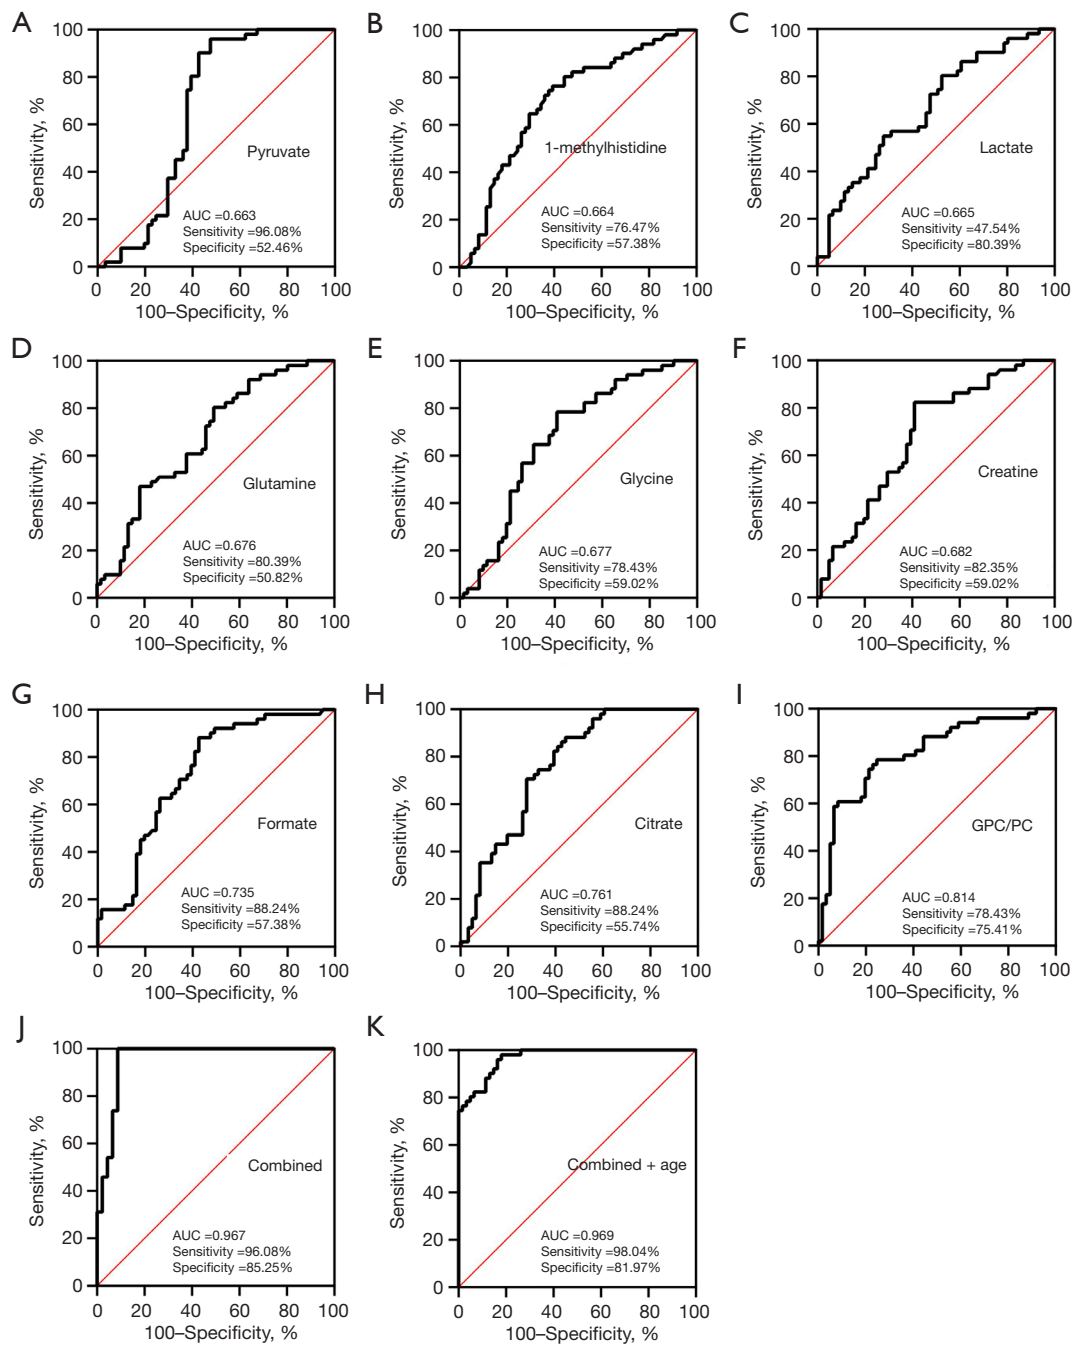 A
100
80
60
40
20
0
Sensitivity, %
Pyruvate
AUC =0.663
Sensitivity =96.08%
Specificity =52.46%
0 20 40 60 80 100
100–Specificity, %
B
100
80
60
40
20
0
Sensitivity, %
1-methylhistidine
AUC =0.664
Sensitivity =76.47%
Specificity =57.38%
0 20 40 60 80 100
100–Specificity, %
C
100
80
60
40
20
0
Sensitivity, %
Lactate
AUC =0.665
Sensitivity =47.54%
Specificity =80.39%
0 20 40 60 80 100
100–Specificity, %
D
100
80
60
40
20
0
Sensitivity, %
Glutamine
AUC =0.676
Sensitivity =80.39%
Specificity =50.82%
0 20 40 60 80 100
100–Specificity, %
E
100
80
60
40
20
0
Sensitivity, %
Glycine
AUC =0.677
Sensitivity =78.43%
Specificity =59.02%
0 20 40 60 80 100
100–Specificity, %
F
100
80
60
40
20
0
Sensitivity, %
Creatine
AUC =0.682
Sensitivity =82.35%
Specificity =59.02%
0 20 40 60 80 100
100–Specificity, %
G
100
80
60
40
20
0
Sensitivity, %
Formate
AUC =0.735
Sensitivity =88.24%
Specificity =57.38%
0 20 40 60 80 100
100–Specificity, %
H
100
80
60
40
20
0
Sensitivity, %
Citrate
AUC =0.761
Sensitivity =88.24%
Specificity =55.74%
0 20 40 60 80 100
100–Specificity, %
I
100
80
60
40
20
0
Sensitivity, %
GPC/PC
AUC =0.814
Sensitivity =78.43%
Specificity =75.41%
0 20 40 60 80 100
100–Specificity, %
J
100
80
60
40
20
0
Sensitivity, %
Combined
AUC =0.967
Sensitivity =96.08%
Specificity =85.25%
0 20 40 60 80 100
100–Specificity, %
K
100
80
60
40
20
0
Sensitivity, %
Combined + age
AUC =0.969
Sensitivity =98.04%
Specificity =81.97%
0 20 40 60 80 100
100–Specificity, %